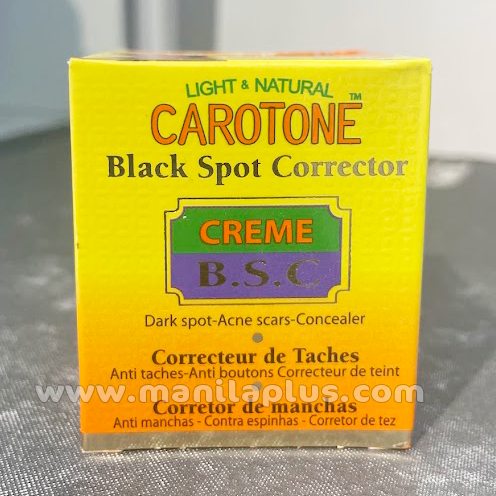 LIGHT & NATURAL
CAROTONE™
Black Spot Corrector
CREME
B.S.C
Dark spot-Acne scars-Concealer
Correcteur de Taches
Anti taches-Anti boutons Correcteur de teint
www.manilaplus.com
Corretor de manchas
Anti manchas - Contra espinhas - Corretor de tez